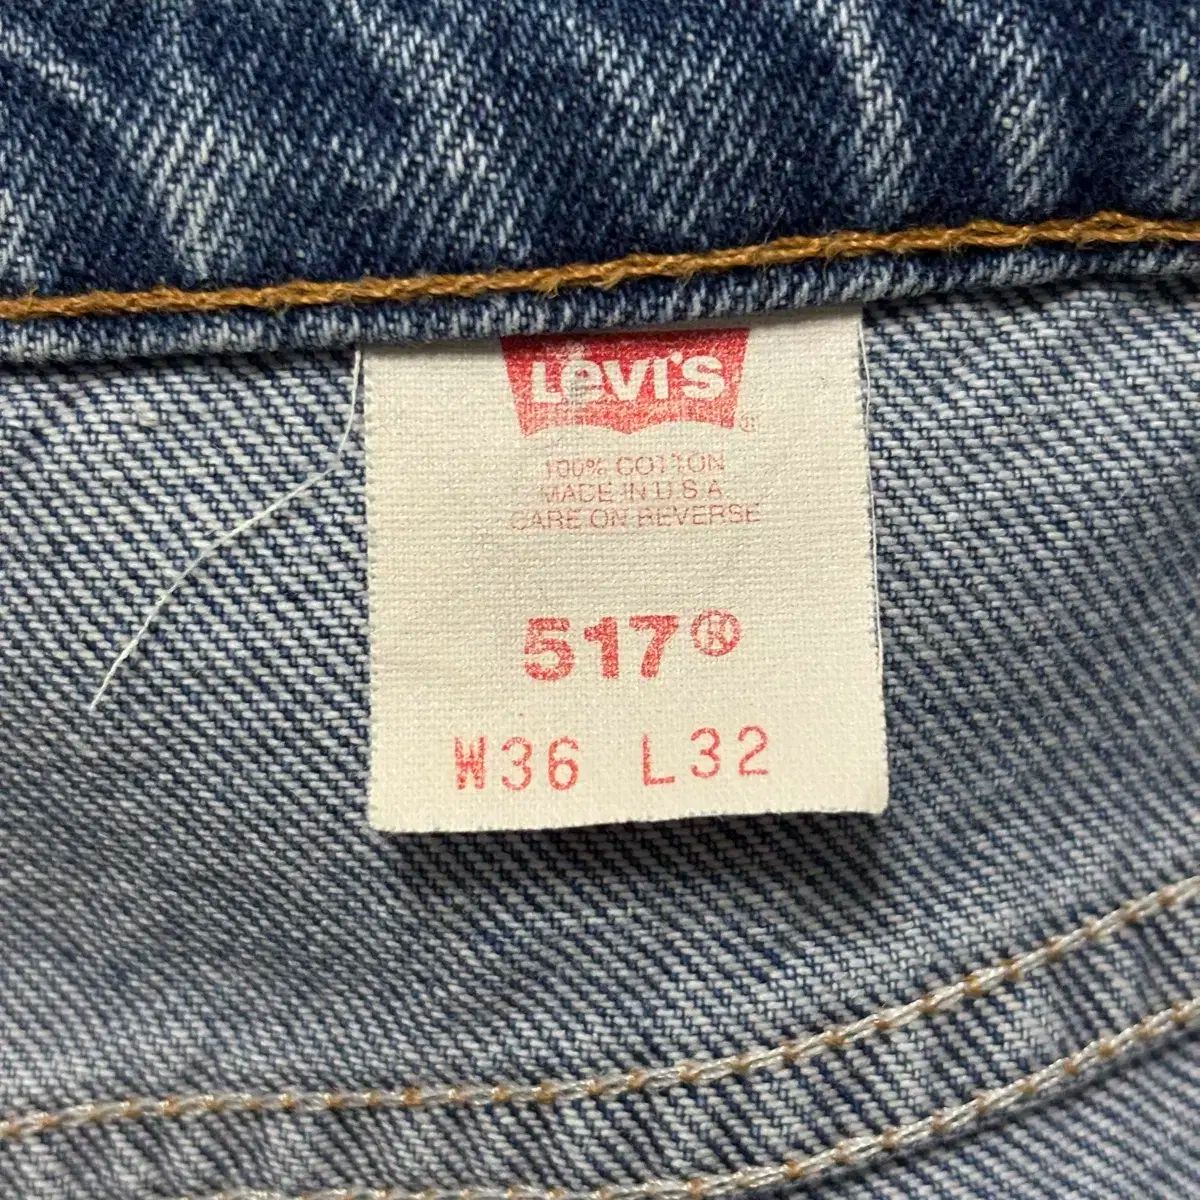 LEVI'S®
100% COTTON
MADE IN U.S.A.
CARE ON REVERSE
517®
W36 L32